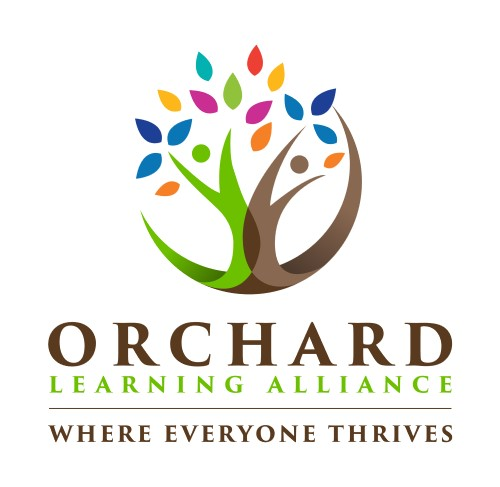 ORCHARD
LEARNING ALLIANCE
WHERE EVERYONE THRIVES